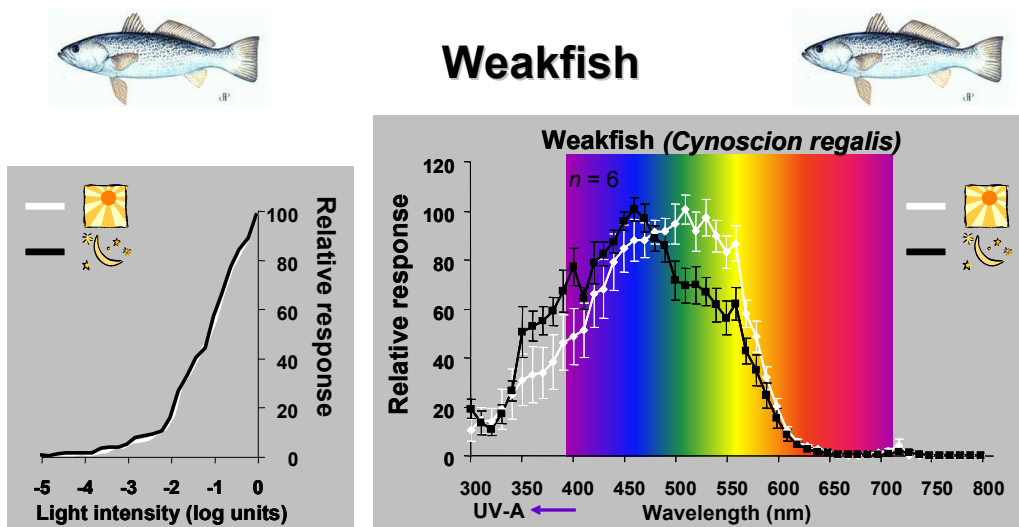 Weakfish
dP
dP
100
80
60
40
20
0
Relative response
-5 -4 -3 -2 -1 0
Light intensity (log units)
Weakfish (Cynoscion regalis)
n = 6
120
100
80
60
40
20
0
Relative response
300 350 400 450 500 550 600 650 700 750 800
UV-A
Wavelength (nm)